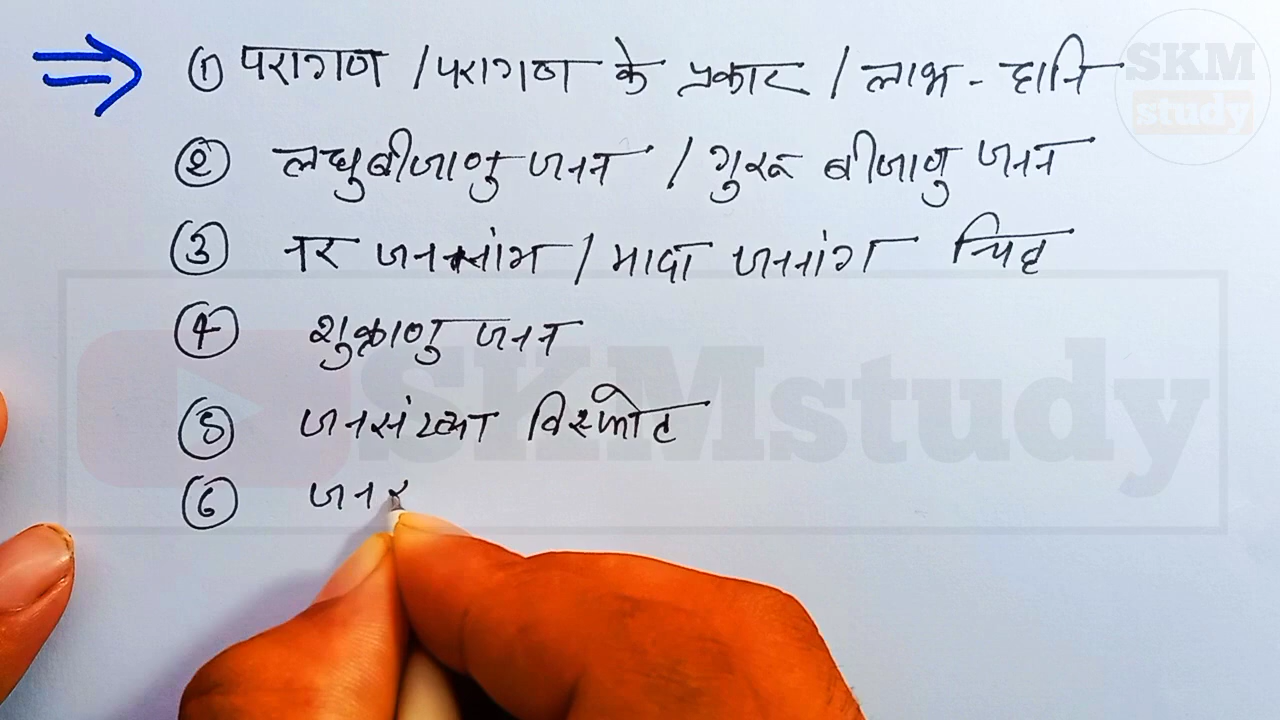 ⇒ ① परागण / परागण के प्रकार / लाभ - हानि
② लघुबीजाणु जनन / गुरु बीजाणु जनन
③ नर जननांग / मादा जननांग चित्र
④ शुक्राणु जनन
⑤ जनसंख्या विस्फोट
⑥ जन
SKM
study
SKMstudy